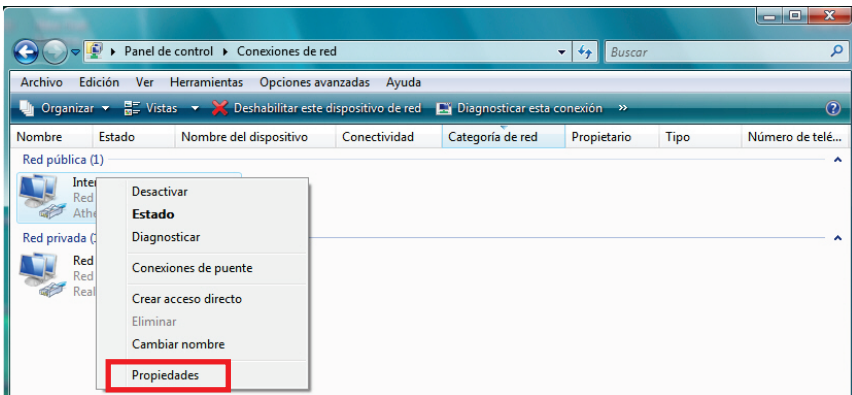 Panel de control Conexiones de red Buscar
Archivo Edición Ver Herramientas Opciones avanzadas Ayuda
Organizar Vistas Deshabilitar este dispositivo de red Diagnosticar esta conexión »
Nombre Estado Nombre del dispositivo Conectividad Categoría de red Propietario Tipo Número de telé...
Red pública (1)
Inter
Red
Athe
Desactivar
Estado
Diagnosticar
Conexiones de puente
Crear acceso directo
Eliminar
Cambiar nombre
Propiedades
Red privada (
Red
Red
Real